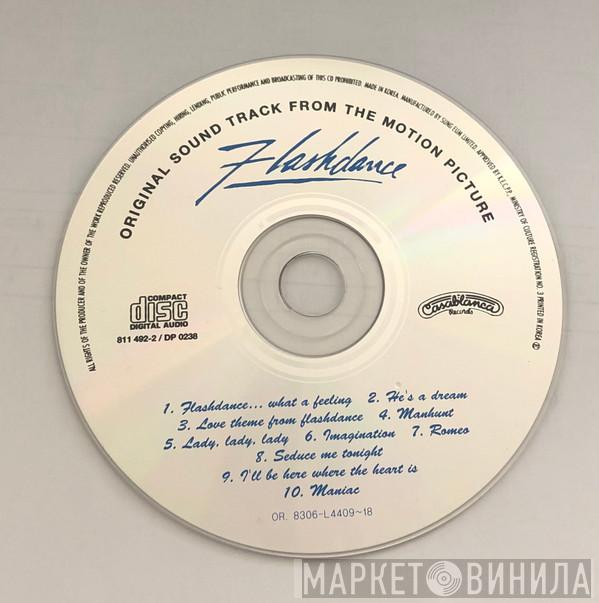 ALL RIGHTS OF THE PRODUCER AND OF THE OWNER OF THE WORK REPRODUCED RESERVED. UNAUTHORISED COPYING, HIRING, LENDING, PUBLIC PERFORMANCE AND BROADCASTING OF THIS CD PROHIBITED. MADE IN KOREA. MANUFACTURED BY SUNG EUM LIMITED. APPROVED BY K.E.C.P.P., MINISTRY OF CULTURE REGISTRATION NO. 3 PRINTED IN KOREA
ORIGINAL SOUND TRACK FROM THE MOTION PICTURE
Flashdance
COMPACT
disc
DIGITAL AUDIO
811 492-2 / DP 0238
Casablanca
Records
1. Flashdance... what a feeling 2. He's a dream
3. Love theme from flashdance 4. Manhunt
5. Lady, lady, lady 6. Imagination 7. Romeo
8. Seduce me tonight
9. I'll be here where the heart is
10. Maniac
OR. 8306-L4409~18
МАРКЕТ ВИНИЛА